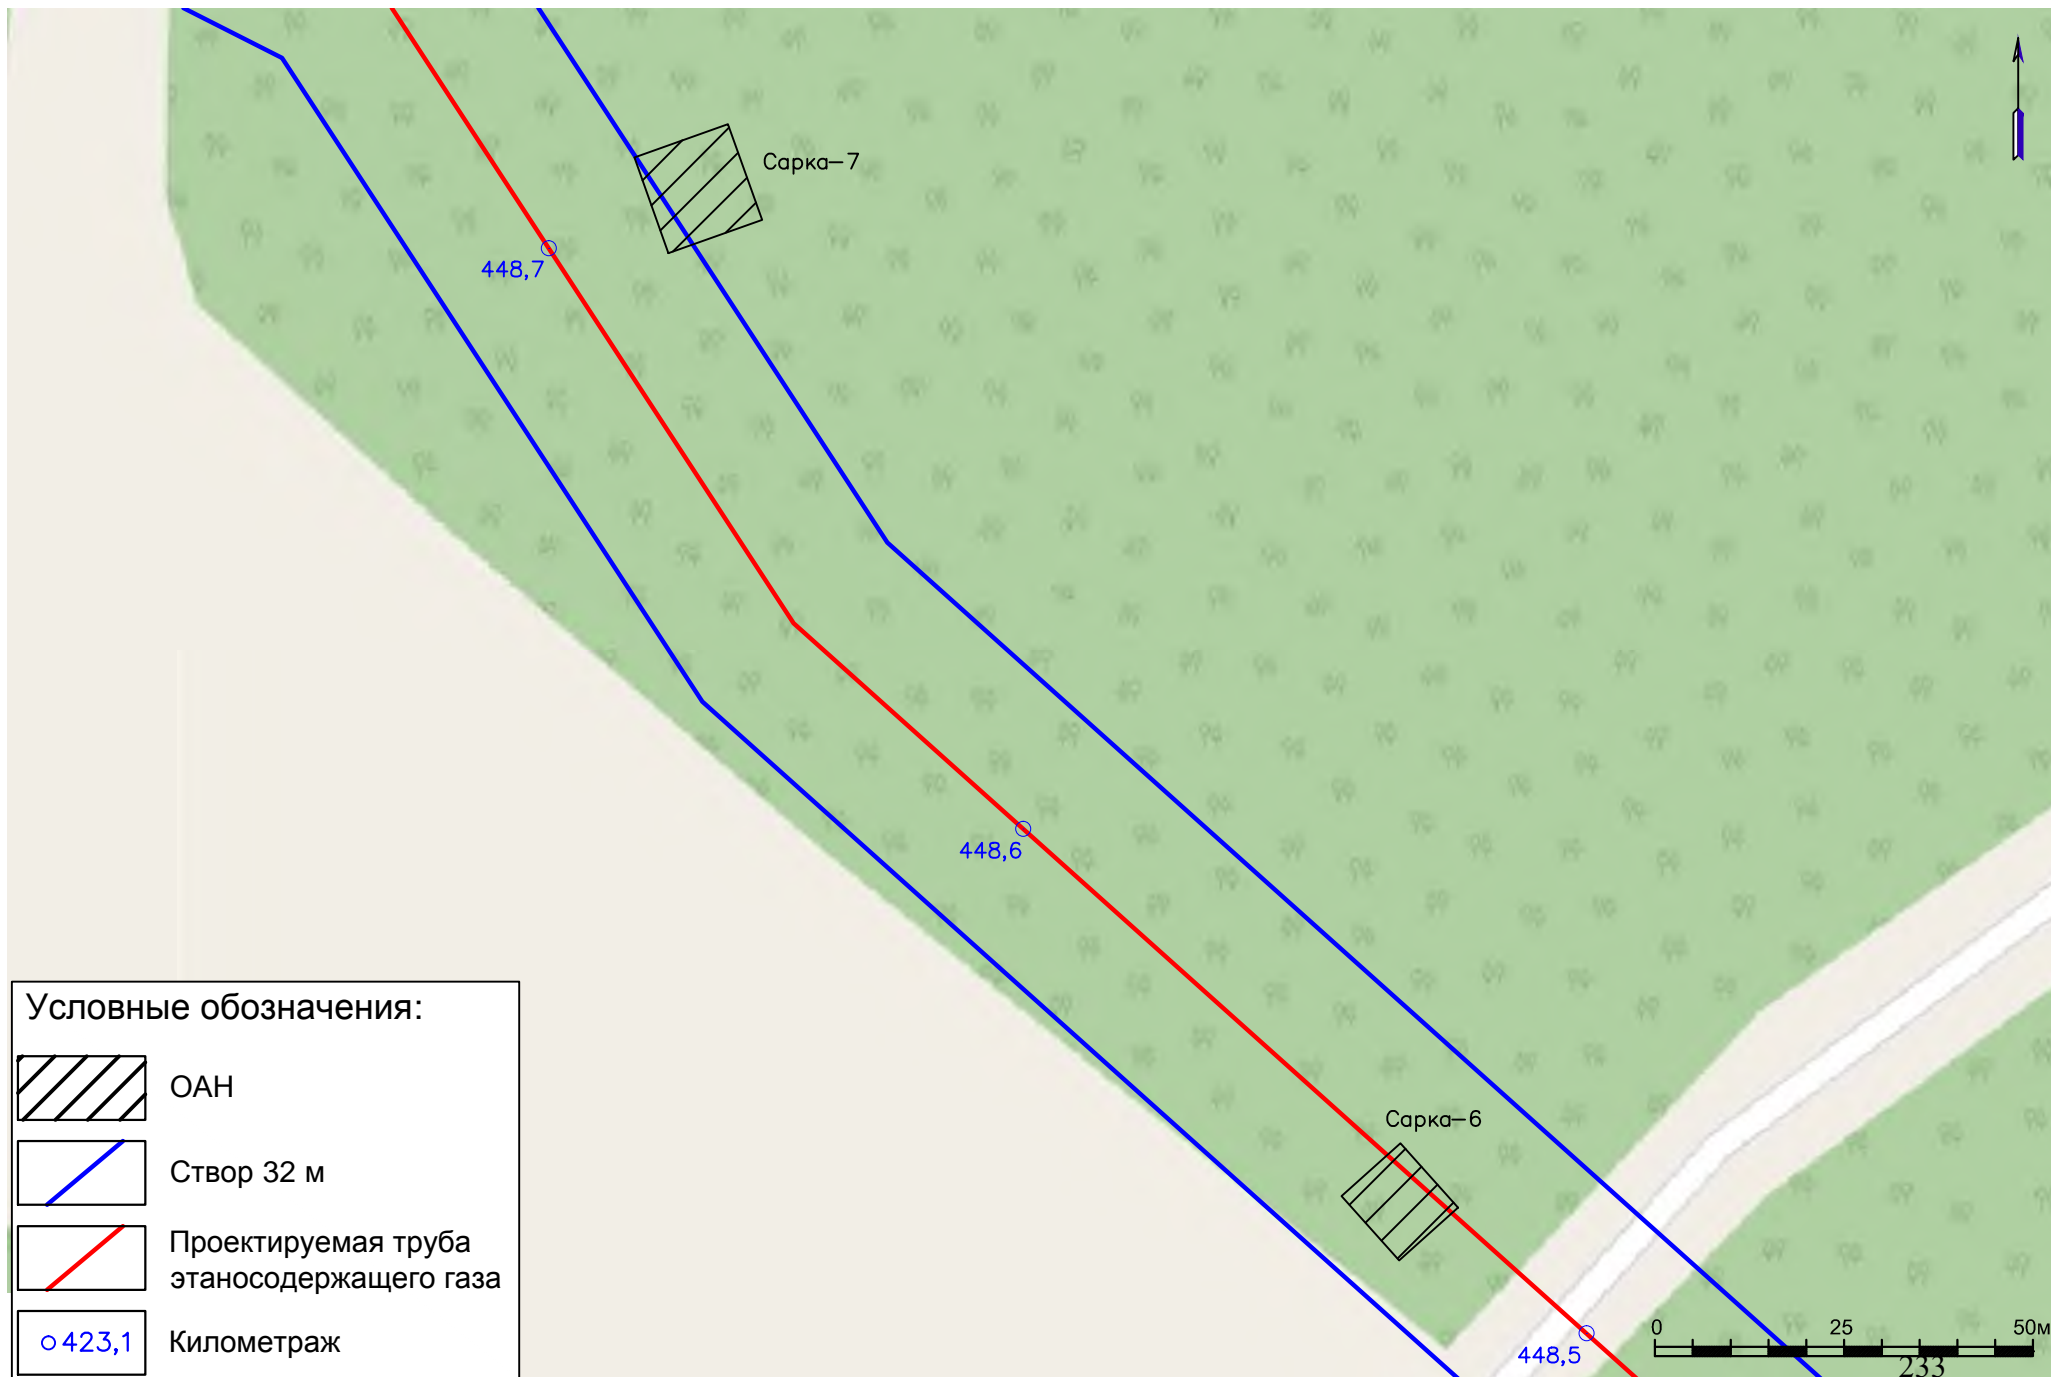 Сарка-7
448,7
448,6
Сарка-6
448,5
0 25 50м
233
Условные обозначения:
ОАН
Створ 32 м
Проектируемая труба
этаносодержащего газа
423,1 Километраж